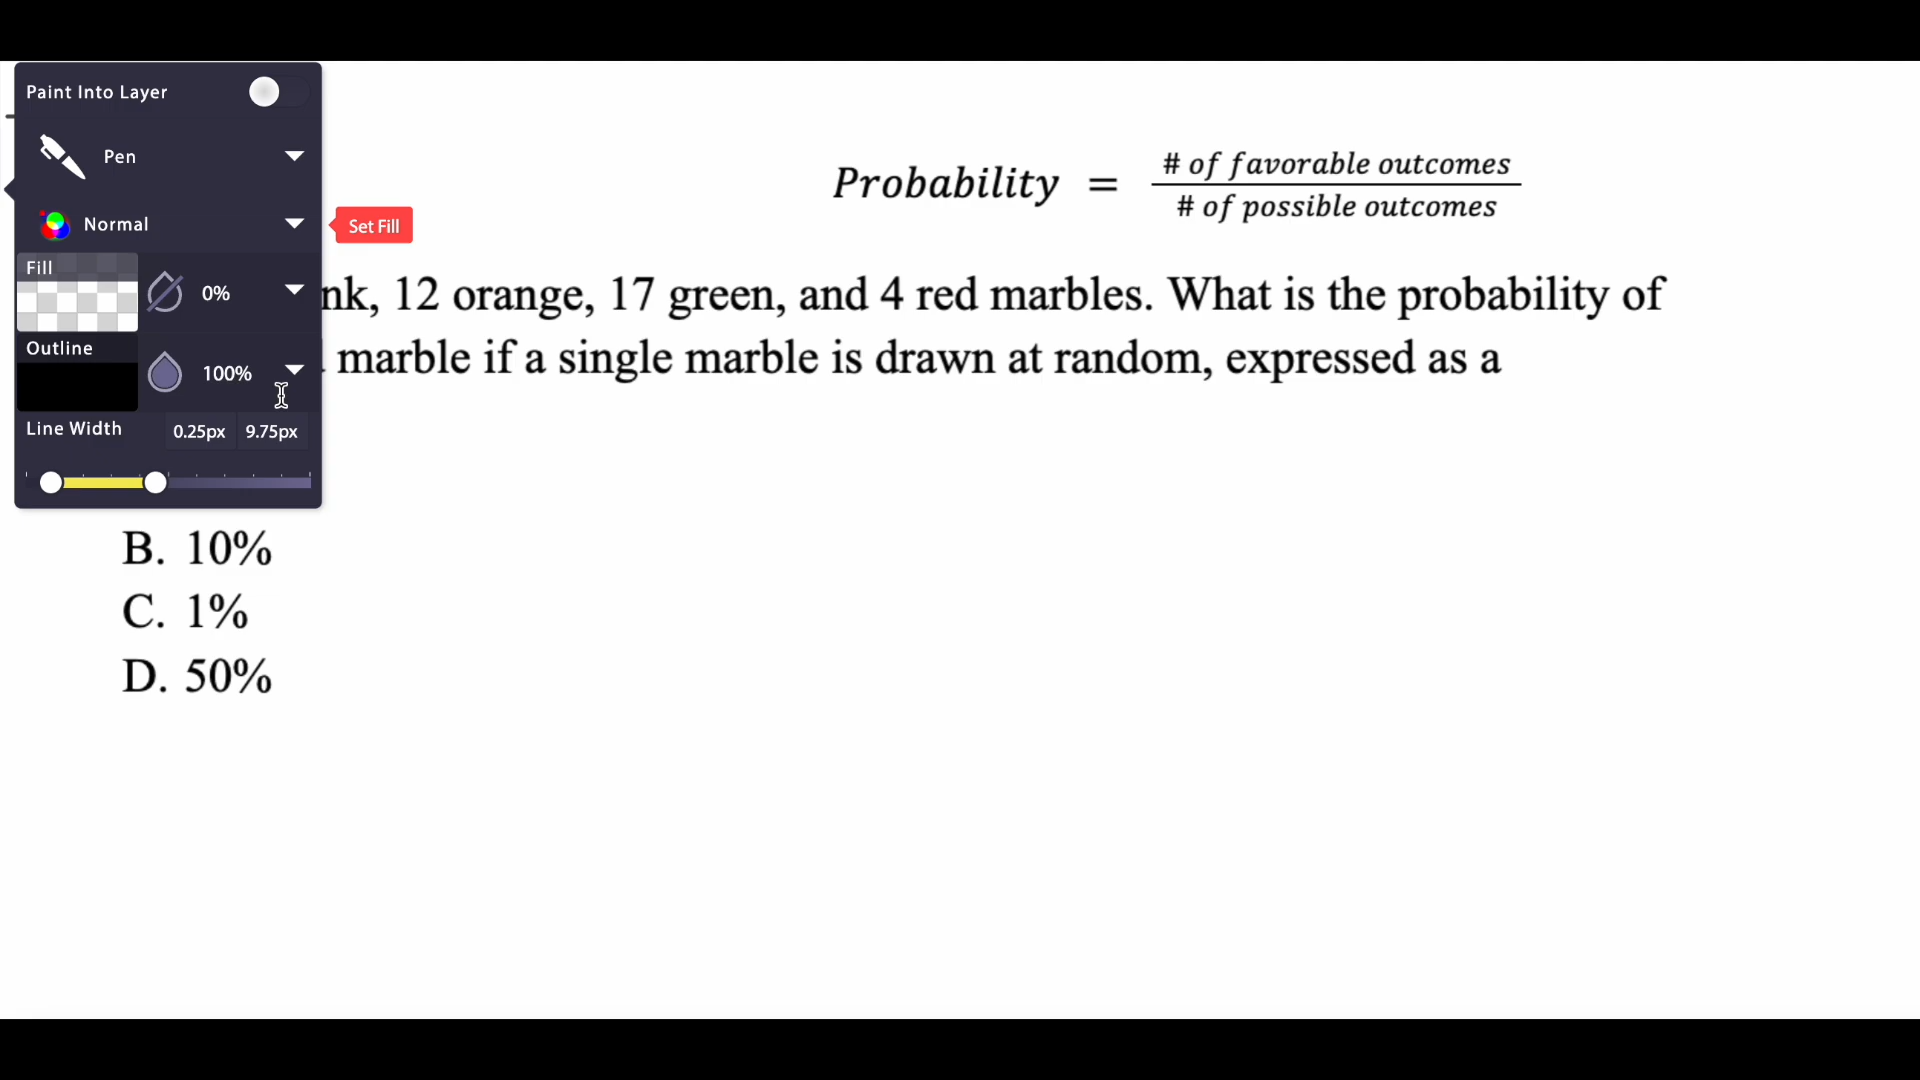 Paint Into Layer
Pen
Normal
Set Fill
Fill
0%
Outline
100%
Line Width
0.25px 9.75px
Probability = # of favorable outcomes
# of possible outcomes
12 orange, 17 green, and 4 red marbles. What is the probability of
marble if a single marble is drawn at random, expressed as a
B. 10%
C. 1%
D. 50%